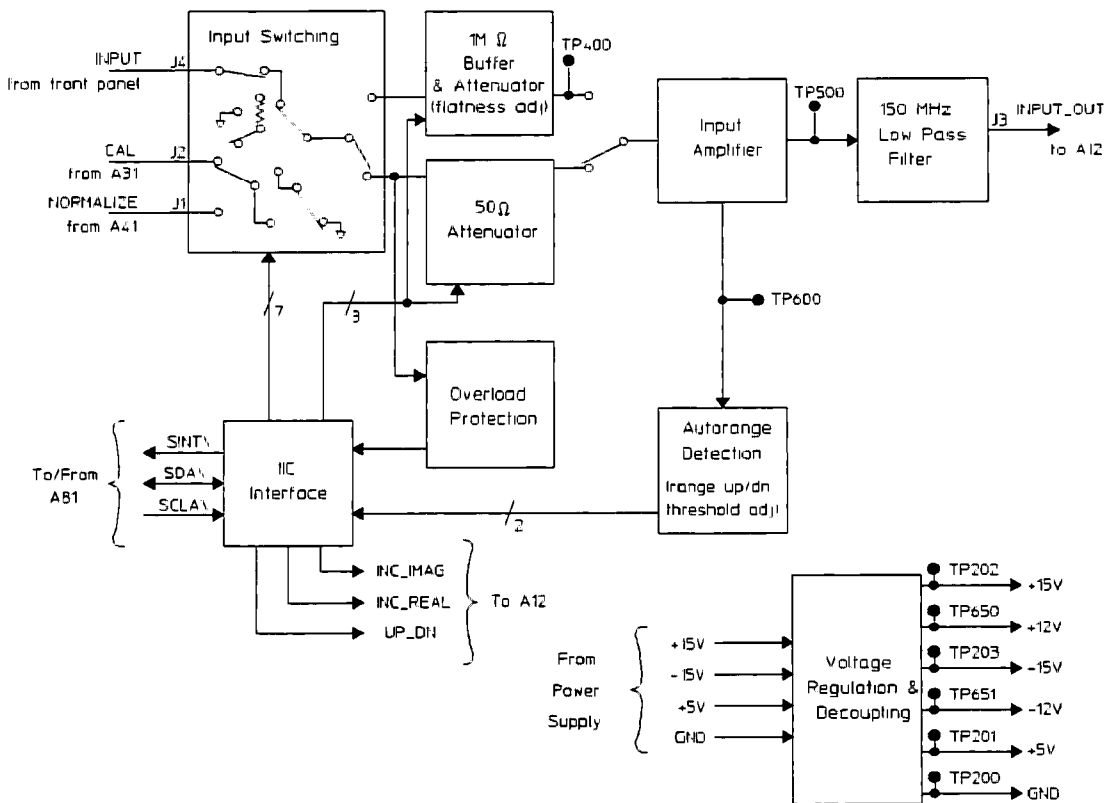 Input Switching
INPUT
J4
from front panel
CAL
J2
from A31
NORMALIZE
J1
from A41
1M Ω
Buffer
& Attenuator
(flatness adj)
TP400
50Ω
Attenuator
Input
Amplifier
TP500
150 MHz
Low Pass
Filter
J3
INPUT_OUT
to A12
TP600
7
3
Overload
Protection
Autorange
Detection
(range up/dn
threshold adj)
To/From
A81
SINT\
SDA\
SCLA\
IIC
Interface
2
INC_IMAG
INC_REAL
UP_DN
To A12
From
Power
Supply
+15V
-15V
+5V
GND
Voltage
Regulation &
Decoupling
TP202
+15V
TP650
+12V
TP203
-15V
TP651
-12V
TP201
+5V
TP200
GND